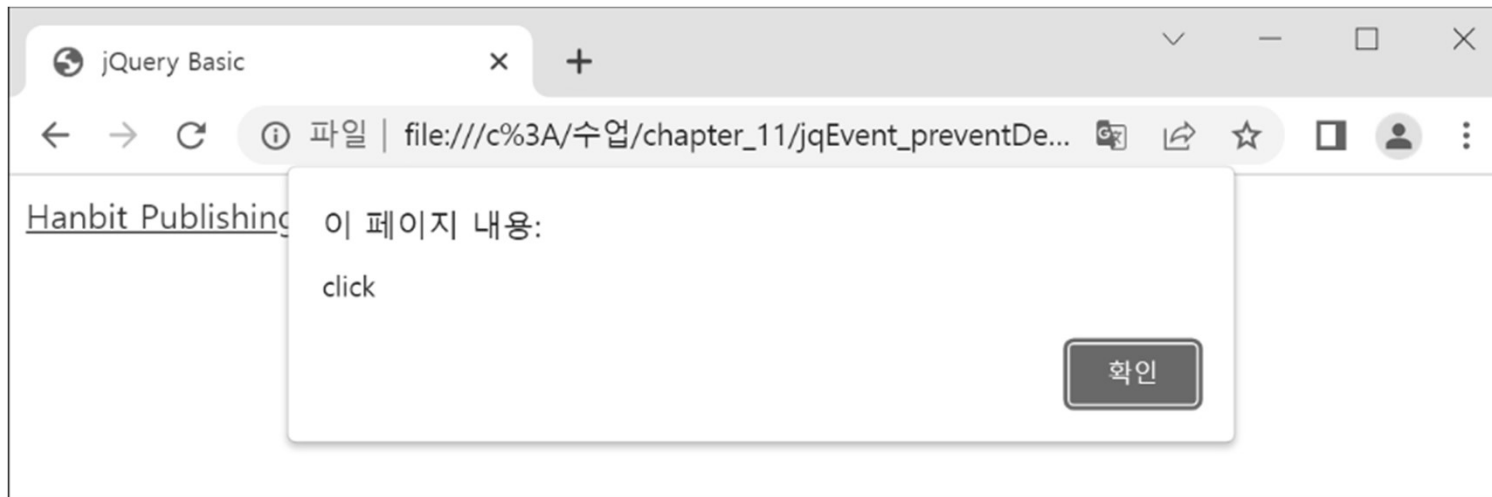 jQuery Basic
파일 | file:///c%3A/수업/chapter_11/jqEvent_preventDe...
Hanbit Publishing
이 페이지 내용:
click
확인